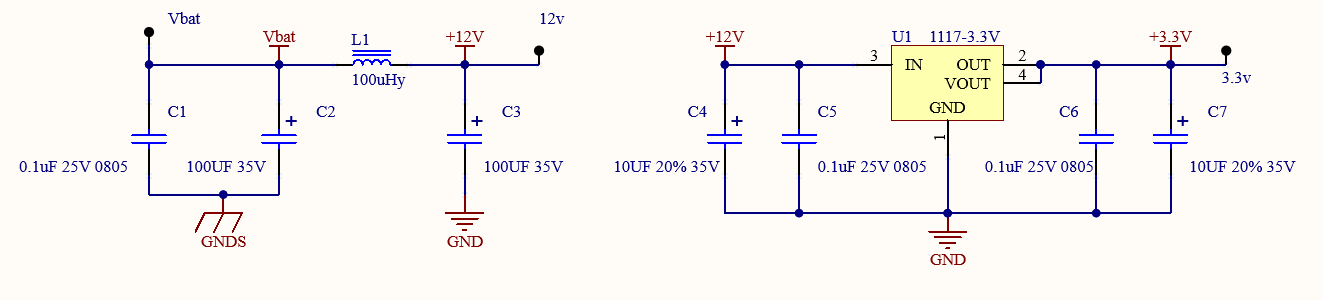 Vbat
Vbat
L1
100uHy
+12V
12v
C1
C2
+
C3
+
0.1uF 25V 0805
100UF 35V
100UF 35V
GNDS
GND
+12V
U1
1117-3.3V
3
IN
OUT
2
VOUT
4
GND
1
+3.3V
3.3v
C4
+
C5
C6
C7
+
10UF 20% 35V
0.1uF 25V 0805
0.1uF 25V 0805
10UF 20% 35V
GND